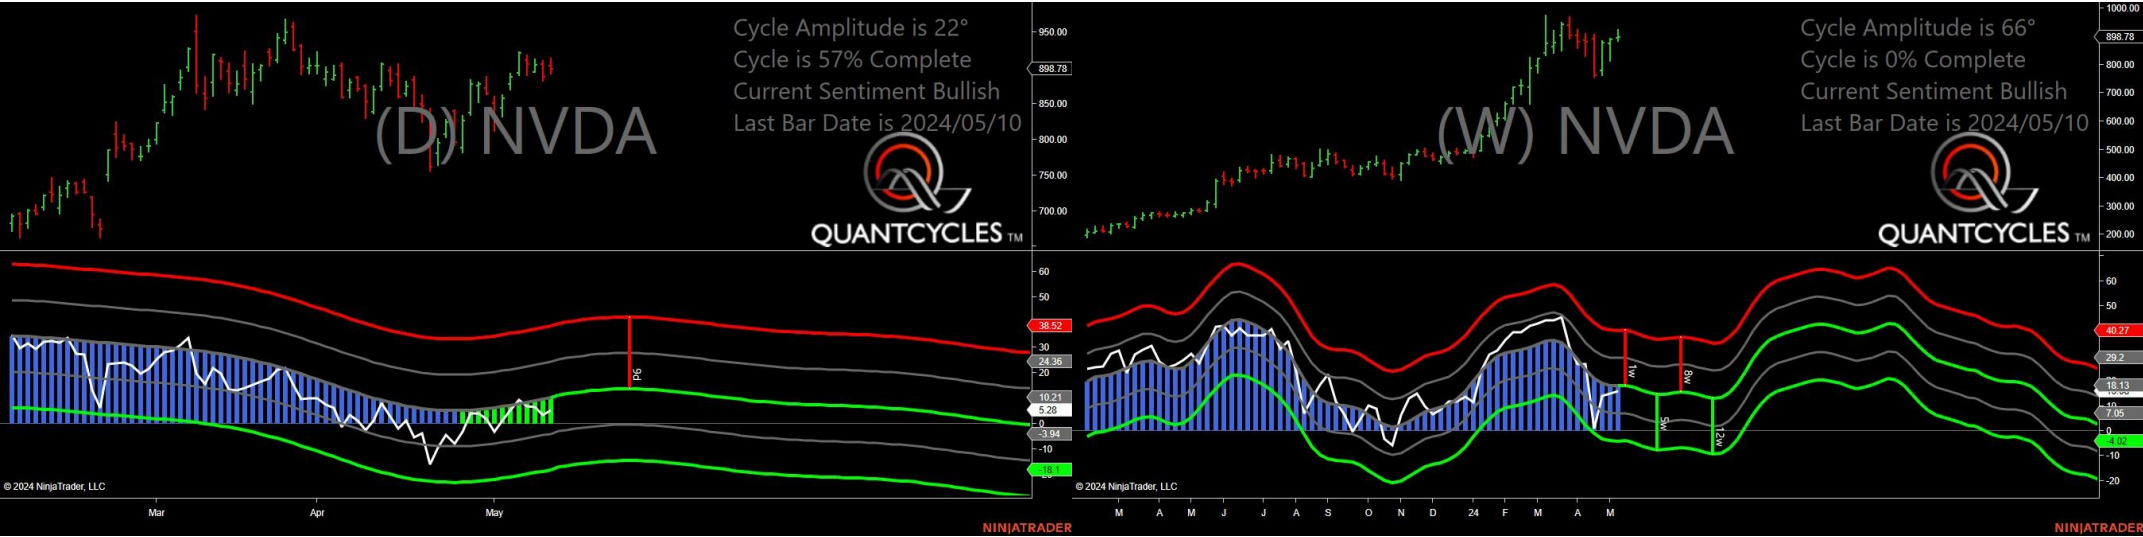 Cycle Amplitude is 22°
Cycle is 57% Complete
Current Sentiment Bullish
Last Bar Date is 2024/05/10
(D) NVDA
QUANTCYCLES TM
950.00
898.78
850.00
800.00
750.00
700.00
60
50
38.52
30
24.36
20
10.21
5.28
0
-3.94
-10
-18.1
9d
© 2024 NinjaTrader, LLC
Mar
Apr
May
NINJATRADER
Cycle Amplitude is 66°
Cycle is 0% Complete
Current Sentiment Bullish
Last Bar Date is 2024/05/10
(W) NVDA
QUANTCYCLES TM
1000.00
898.78
800.00
700.00
600.00
500.00
400.00
300.00
200.00
60
50
40.27
29.2
18.13
10
7.05
0
-4.02
-10
-20
1w
8w
5w
12w
© 2024 NinjaTrader, LLC
M A M J J A S O N D 24 F M A M
NINJATRADER